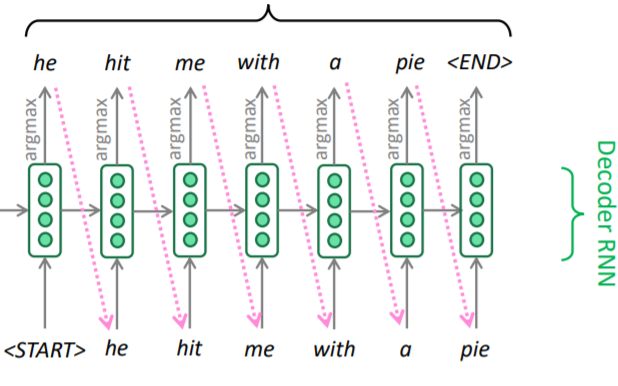 he hit me with a pie <END>
argmax argmax argmax argmax argmax argmax argmax
Decoder RNN
<START> he hit me with a pie